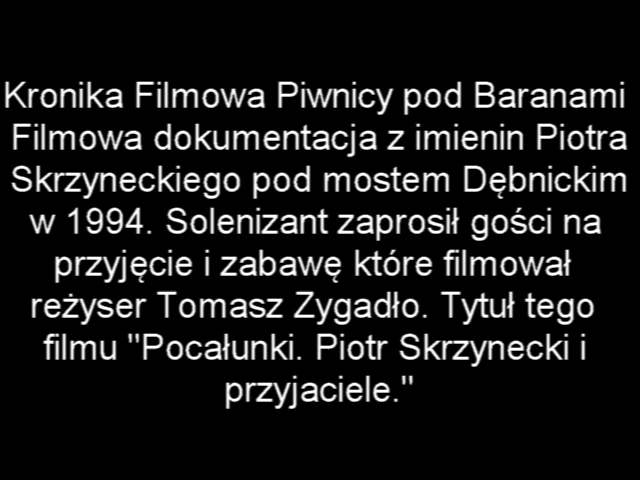 Kronika Filmowa Piwnicy pod Baranami
Filmowa dokumentacja z imienin Piotra
Skrzyneckiego pod mostem Dębnickim
w 1994. Solenizant zaprosił gości na
przyjęcie i zabawę które filmował
reżyser Tomasz Zygadło. Tytuł tego
filmu "Pocałunki. Piotr Skrzynecki i
przyjaciele."